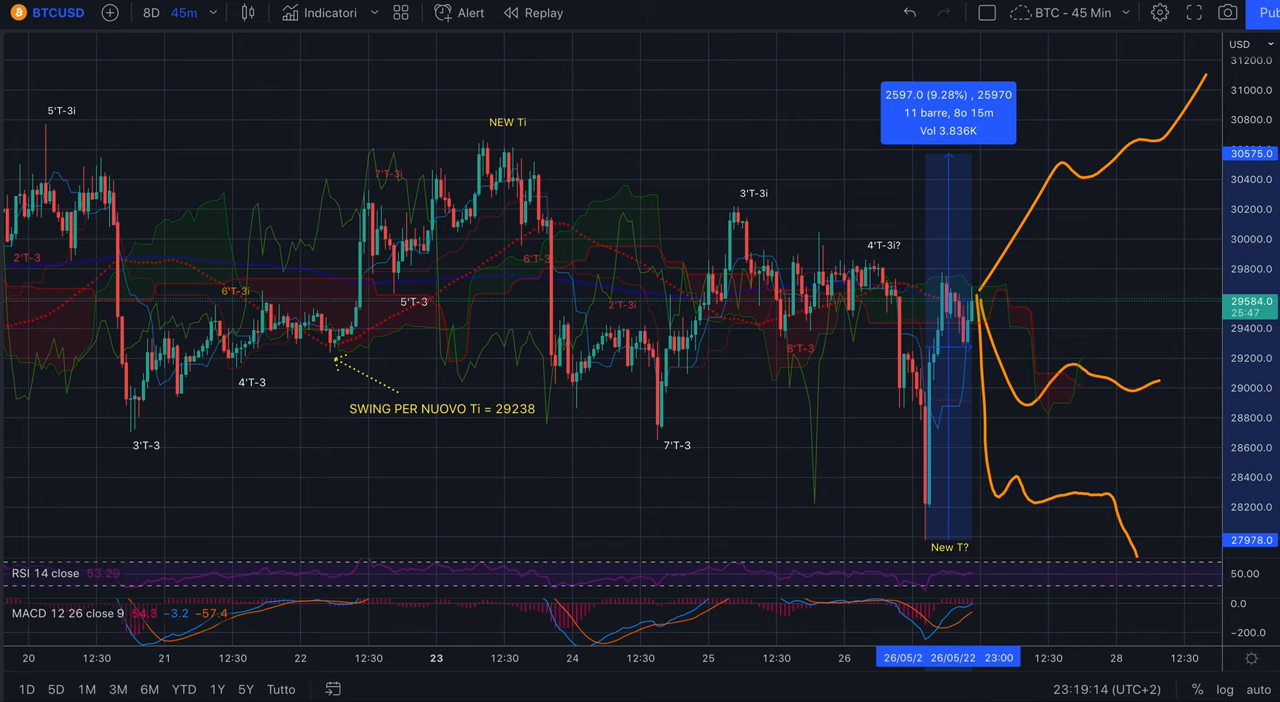 BTCUSD 8D 45m Indicatori Alert Replay BTC - 45 Min Pub
USD
31200.0
31000.0
30800.0
30575.0
30400.0
30200.0
30000.0
29800.0
29584.0
25:47
29400.0
29200.0
29000.0
28800.0
28600.0
28400.0
28200.0
27978.0
2597.0 (9.28%) , 25970
11 barre, 8o 15m
Vol 3.836K
5'T-3i
NEW Ti
7'T-3i
3'T-3i
4'T-3i?
2'T-3
6'T-3
6'T-3i
5'T-3
2'T-3i
8'T-3
4'T-3
SWING PER NUOVO Ti = 29238
3'T-3
7'T-3
New T?
RSI 14 close 53.29
50.00
MACD 12 26 close 9 54.3 −3.2 −57.4
0.0
−200.0
20 12:30 21 12:30 22 12:30 23 12:30 24 12:30 25 12:30 26 26/05/2 26/05/22 23:00 12:30 28 12:30
1D 5D 1M 3M 6M YTD 1Y 5Y Tutto 23:19:14 (UTC+2) % log auto